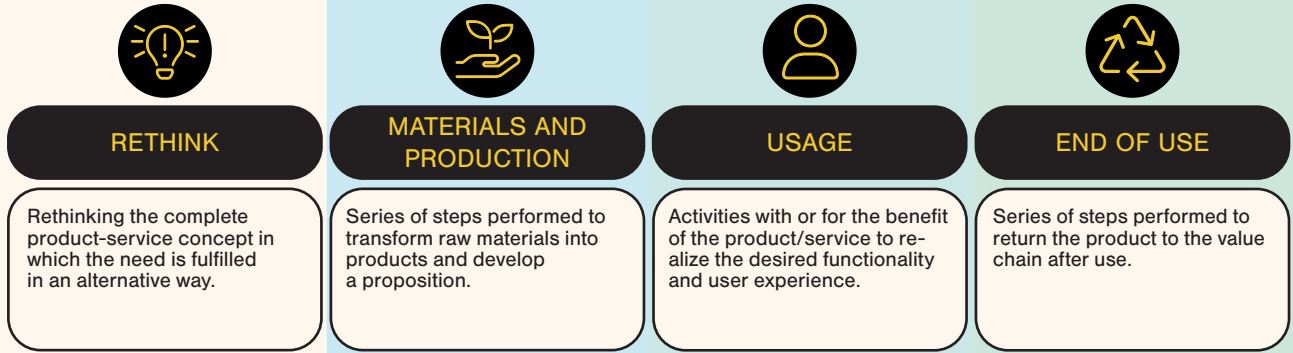 RETHINK
MATERIALS AND
PRODUCTION
USAGE
END OF USE
Rethinking the complete
product-service concept in
which the need is fulfilled
in an alternative way.
Series of steps performed to
transform raw materials into
products and develop
a proposition.
Activities with or for the benefit
of the product/service to re-
alize the desired functionality
and user experience.
Series of steps performed to
return the product to the value
chain after use.